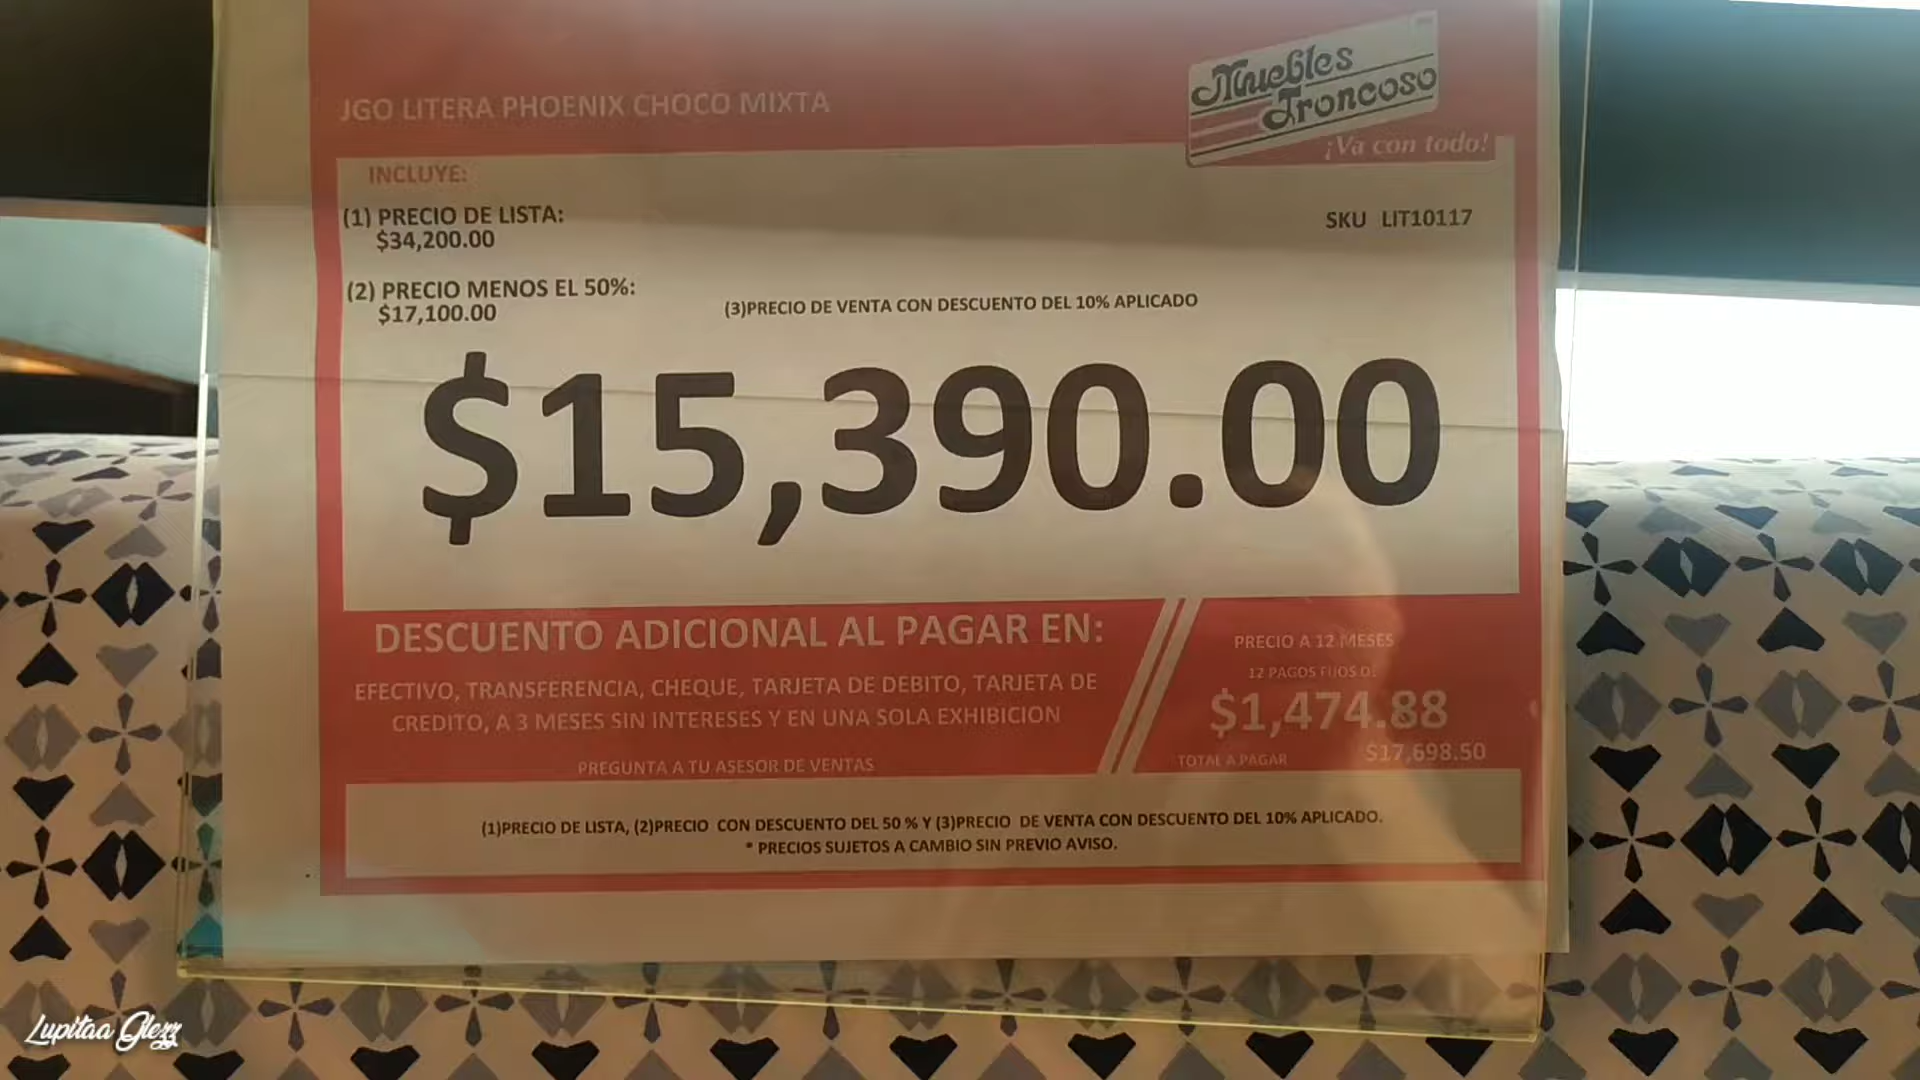 JGO LITERA PHOENIX CHOCO MIXTA
Muebles
Troncoso
¡Va con todo!
INCLUYE:
(1) PRECIO DE LISTA:
$34,200.00
SKU LIT10117
(2) PRECIO MENOS EL 50%:
$17,100.00
(3)PRECIO DE VENTA CON DESCUENTO DEL 10% APLICADO
$15,390.00
DESCUENTO ADICIONAL AL PAGAR EN:
EFECTIVO, TRANSFERENCIA, CHEQUE, TARJETA DE DEBITO, TARJETA DE
CREDITO, A 3 MESES SIN INTERESES Y EN UNA SOLA EXHIBICION
PREGUNTA A TU ASESOR DE VENTAS
PRECIO A 12 MESES
12 PAGOS FIJOS DE
$1,474.88
TOTAL A PAGAR $17,698.50
(1)PRECIO DE LISTA, (2)PRECIO CON DESCUENTO DEL 50 % Y (3)PRECIO DE VENTA CON DESCUENTO DEL 10% APLICADO.
* PRECIOS SUJETOS A CAMBIO SIN PREVIO AVISO.
Lupitaa Glezz